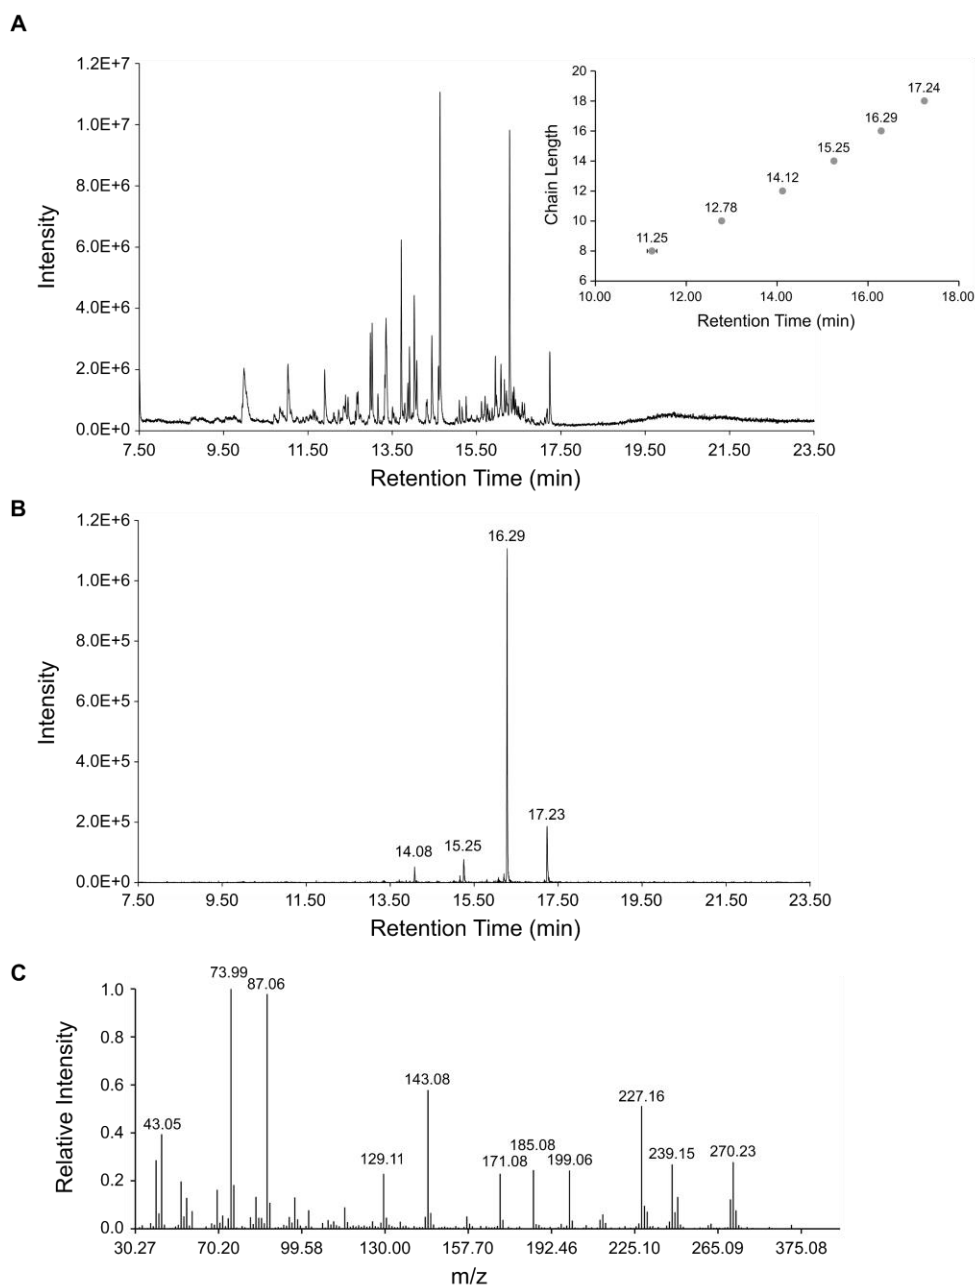 A
1.2E+7
1.0E+7
8.0E+6
6.0E+6
4.0E+6
2.0E+6
0.0E+0
Intensity
7.50 9.50 11.50 13.50 15.50 17.50 19.50 21.50 23.50
Retention Time (min)
20
18
16
14
12
10
8
6
Chain Length
17.24
16.29
15.25
14.12
12.78
11.25
10.00 12.00 14.00 16.00 18.00
Retention Time (min)
B
1.2E+6
1.0E+6
8.0E+5
6.0E+5
4.0E+5
2.0E+5
0.0E+0
Intensity
16.29
17.23
15.25
14.08
7.50 9.50 11.50 13.50 15.50 17.50 19.50 21.50 23.50
Retention Time (min)
C
1.0
0.8
0.6
0.4
0.2
0.0
Relative Intensity
73.99
87.06
43.05
143.08
129.11
171.08
185.08
199.06
227.16
239.15
270.23
30.27 70.20 99.58 130.00 157.70 192.46 225.10 265.09 375.08
m/z